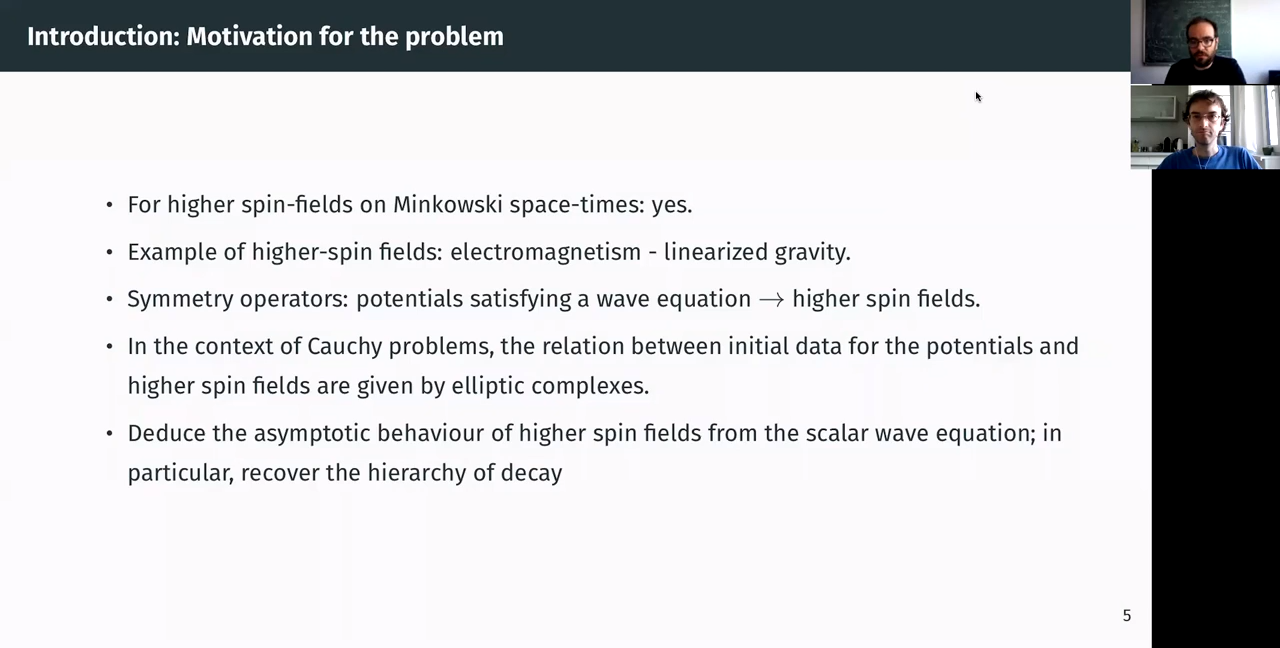 Introduction: Motivation for the problem
• For higher spin-fields on Minkowski space-times: yes.
• Example of higher-spin fields: electromagnetism - linearized gravity.
• Symmetry operators: potentials satisfying a wave equation → higher spin fields.
• In the context of Cauchy problems, the relation between initial data for the potentials and
higher spin fields are given by elliptic complexes.
• Deduce the asymptotic behaviour of higher spin fields from the scalar wave equation; in
particular, recover the hierarchy of decay
5